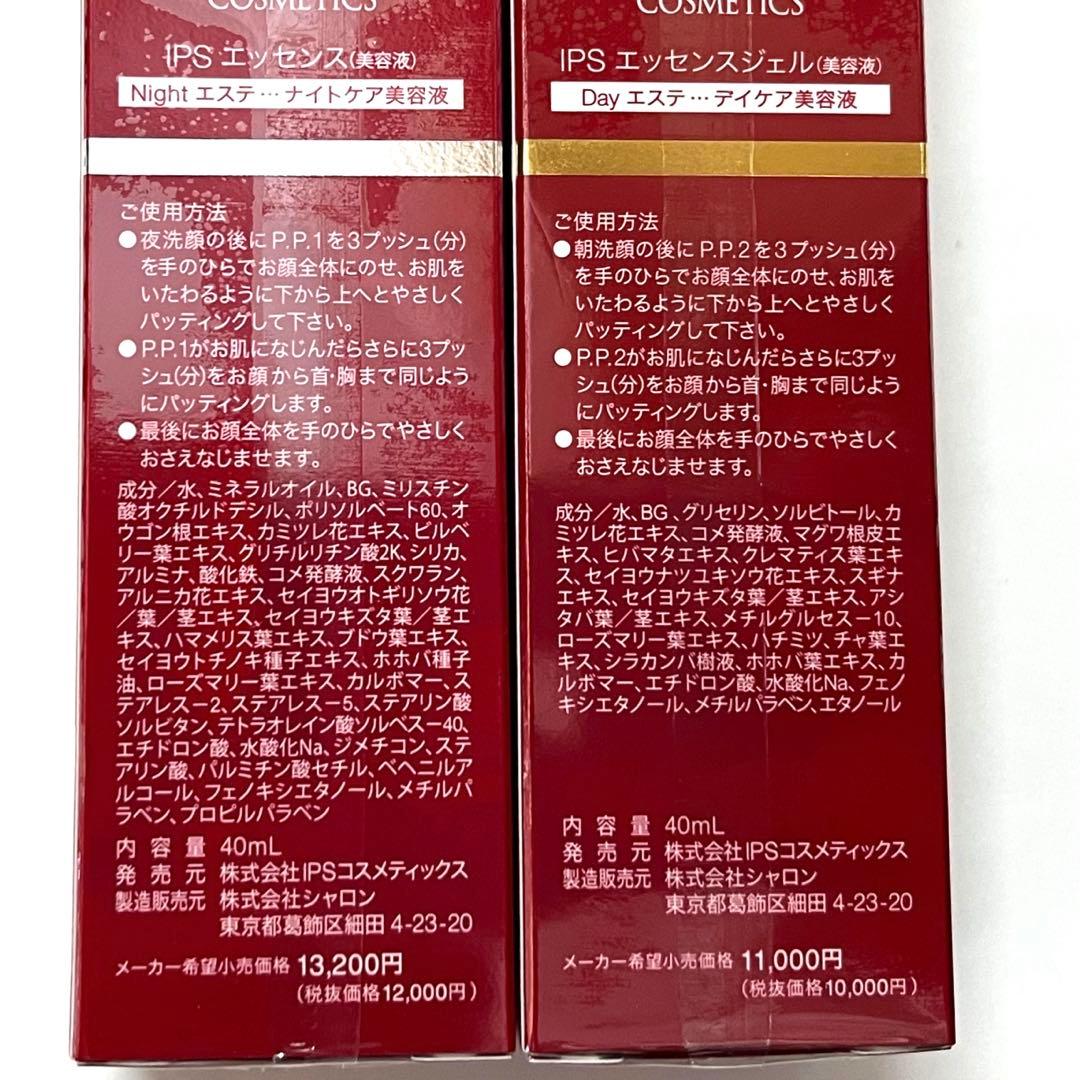 COSMETICS
IPS エッセンス(美容液)
Night エステ…ナイトケア美容液
ご使用方法
●夜洗顔の後にP.P.1を3プッシュ(分)
を手のひらでお顔全体にのせ、お肌を
いたわるように下から上へとやさしく
パッティングして下さい。
●P.P.1がお肌になじんだらさらに3プッ
シュ(分)をお顔から首・胸まで同じよう
にパッティングします。
●最後にお顔全体を手のひらでやさしく
おさえなじませます。
成分/水、ミネラルオイル、BG、ミリスチン
酸オクチルドデシル、ポリソルベート60、オ
ウゴン根エキス、カミツレ花エキス、ビルベ
リー葉エキス、グリチルリチン酸2K、シリカ、
アルミナ、酸化鉄、コメ発酵液、スクワラン、
アルニカ花エキス、セイヨウオトギリソウ花
/葉/茎エキス、セイヨウキズタ葉/茎エ
キス、ハマメリス葉エキス、ブドウ葉エキス、
セイヨウトチノキ種子エキス、ホホバ種子
油、ローズマリー葉エキス、カルボマー、ス
テアレス－2、ステアレス－5、ステアリン酸
ソルビタン、テトラオレイン酸ソルベス－40、
エチドロン酸、水酸化Na、ジメチコン、ステ
アリン酸、パルミチン酸セチル、ベヘニルア
ルコール、フェノキシエタノール、メチルパ
ラベン、プロピルパラベン
内容量 40mL
発売元 株式会社IPSコスメティックス
製造販売元 株式会社シャロン
東京都葛飾区細田 4-23-20
メーカー希望小売価格 13,200円
(税抜価格12,000円)
COSMETICS
IPS エッセンスジェル(美容液)
Day エステ…デイケア美容液
ご使用方法
●朝洗顔の後にP.P.2を3プッシュ(分)
を手のひらでお顔全体にのせ、お肌を
いたわるように下から上へとやさしく
パッティングして下さい。
●P.P.2がお肌になじんだらさらに3プッ
シュ(分)をお顔から首・胸まで同じよう
にパッティングします。
●最後にお顔全体を手のひらでやさしく
おさえなじませます。
成分/水、BG、グリセリン、ソルビトール、カ
ミツレ花エキス、コメ発酵液、マグワ根皮エ
キス、ヒバマタエキス、クレマティス葉エキ
ス、セイヨウナツユキソウ花エキス、スギナ
エキス、セイヨウキズタ葉/茎エキス、アシ
タバ葉/茎エキス、メチルグルセス－10、
ローズマリー葉エキス、ハチミツ、チャ葉エ
キス、シラカンバ樹液、ホホバ葉エキス、カ
ルボマー、エチドロン酸、水酸化Na、フェノ
キシエタノール、メチルパラベン、エタノール
内容量 40mL
発売元 株式会社IPSコスメティックス
製造販売元 株式会社シャロン
東京都葛飾区細田 4-23-20
メーカー希望小売価格 11,000円
(税抜価格10,000円)